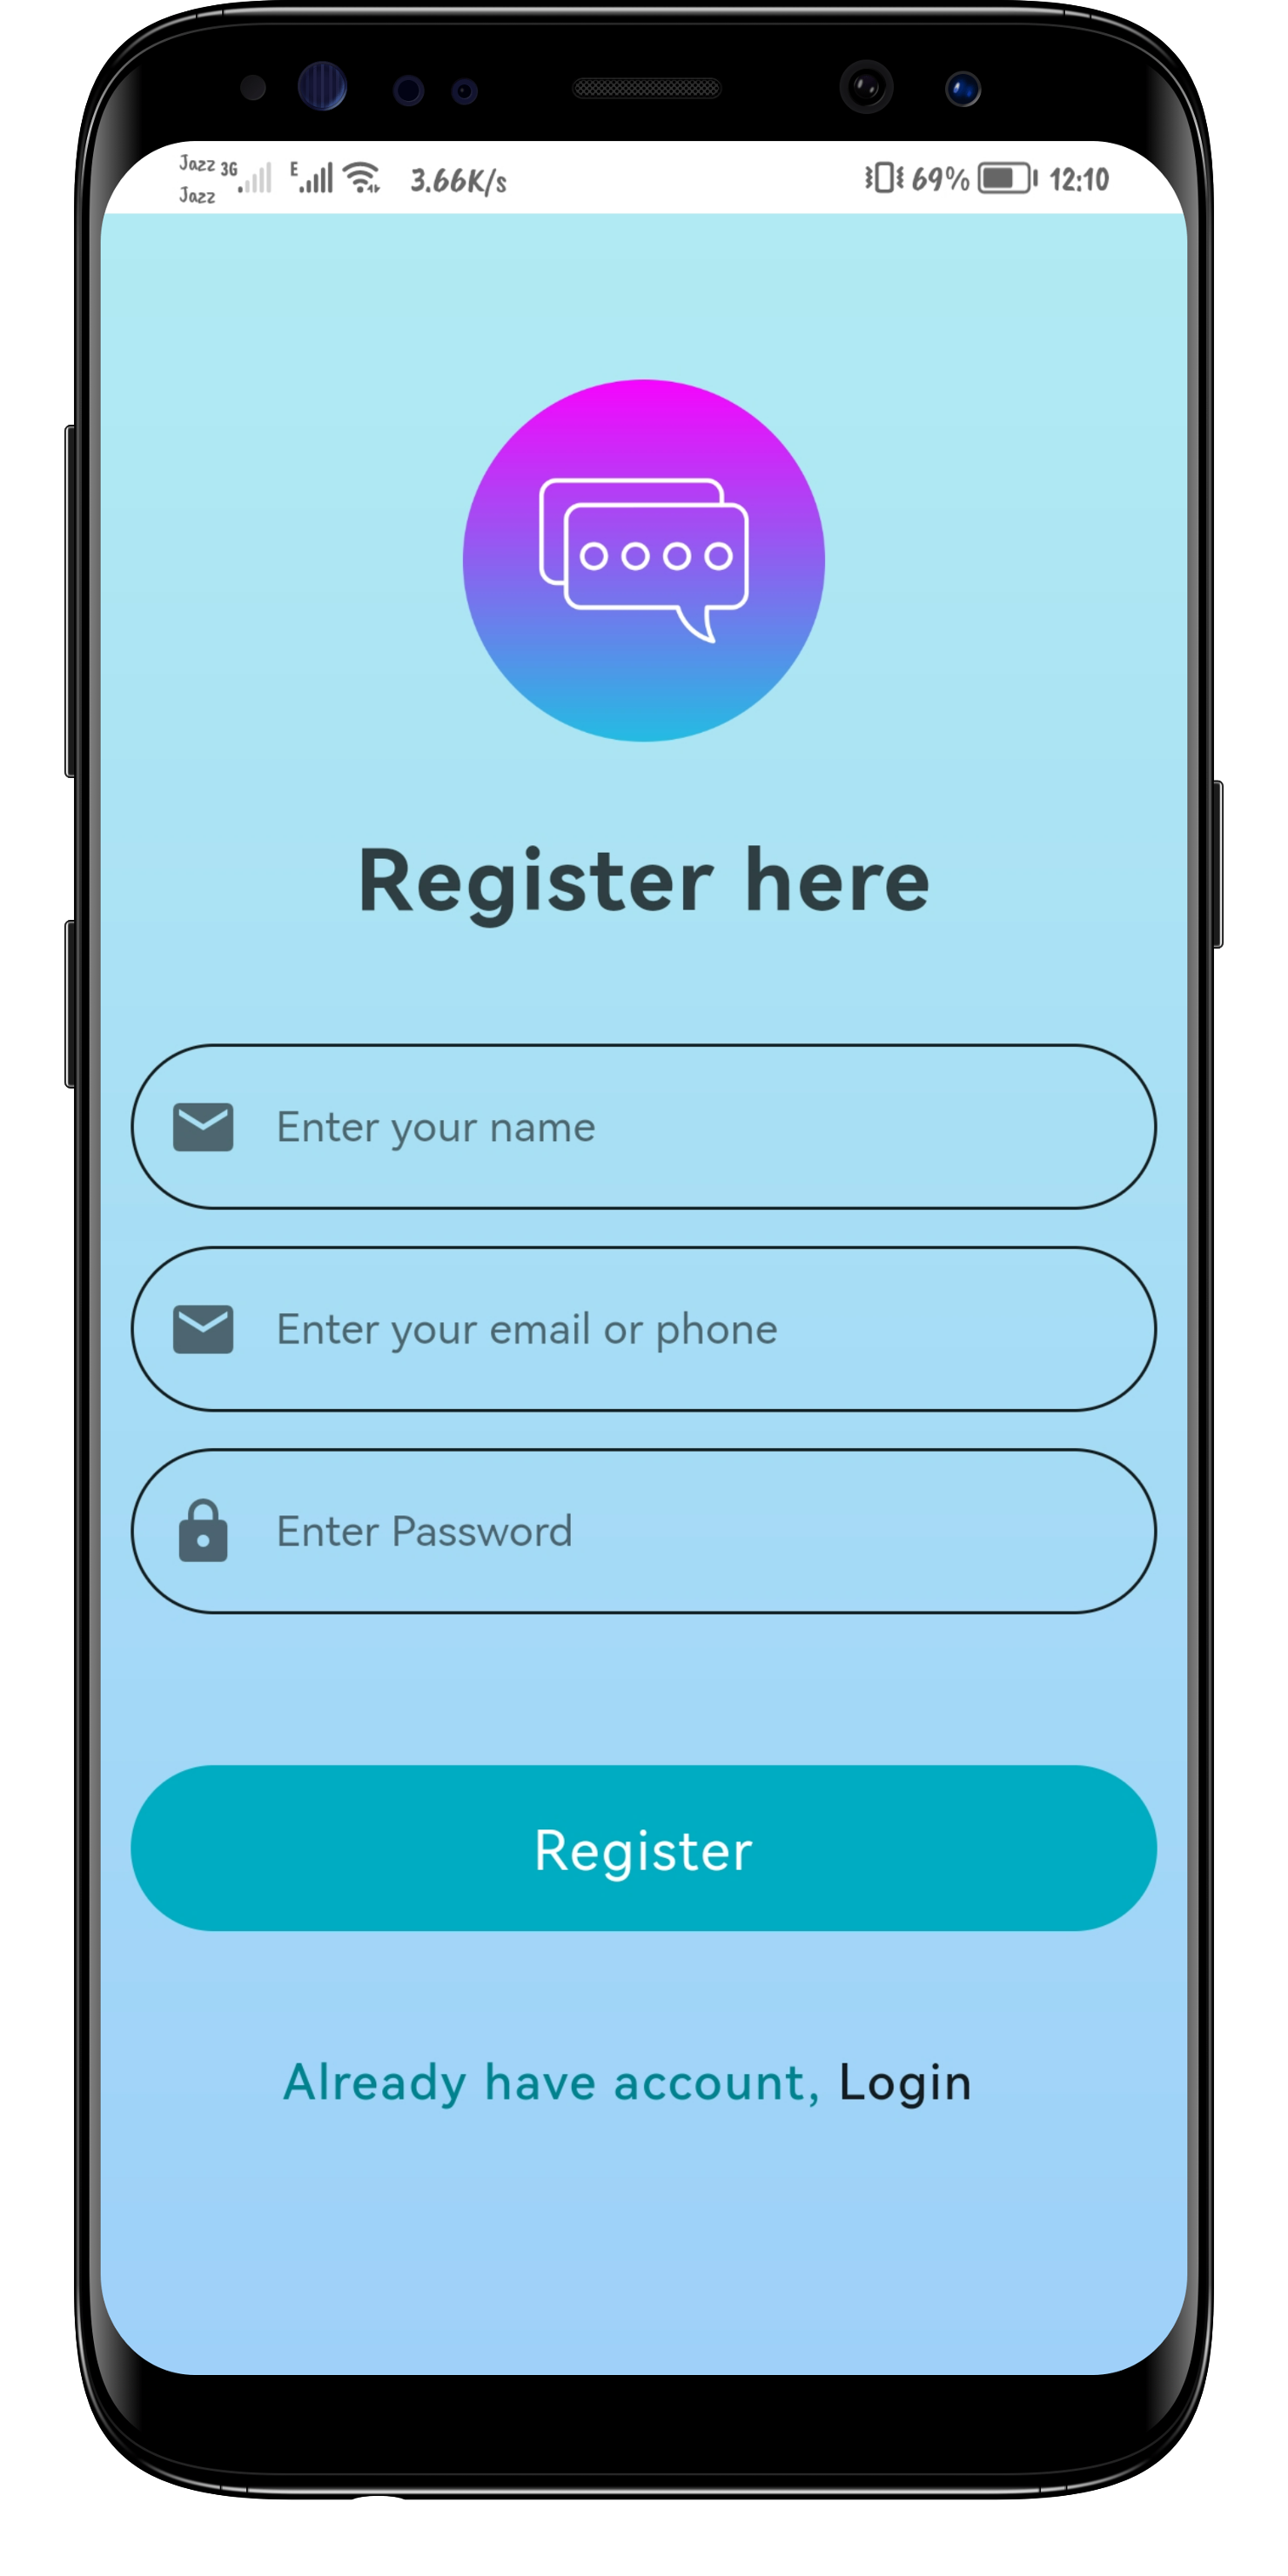 Jazz 3G E 3.66K/s 69% 12:10
Jazz
Register here
Enter your name
Enter your email or phone
Enter Password
Register
Already have account, Login